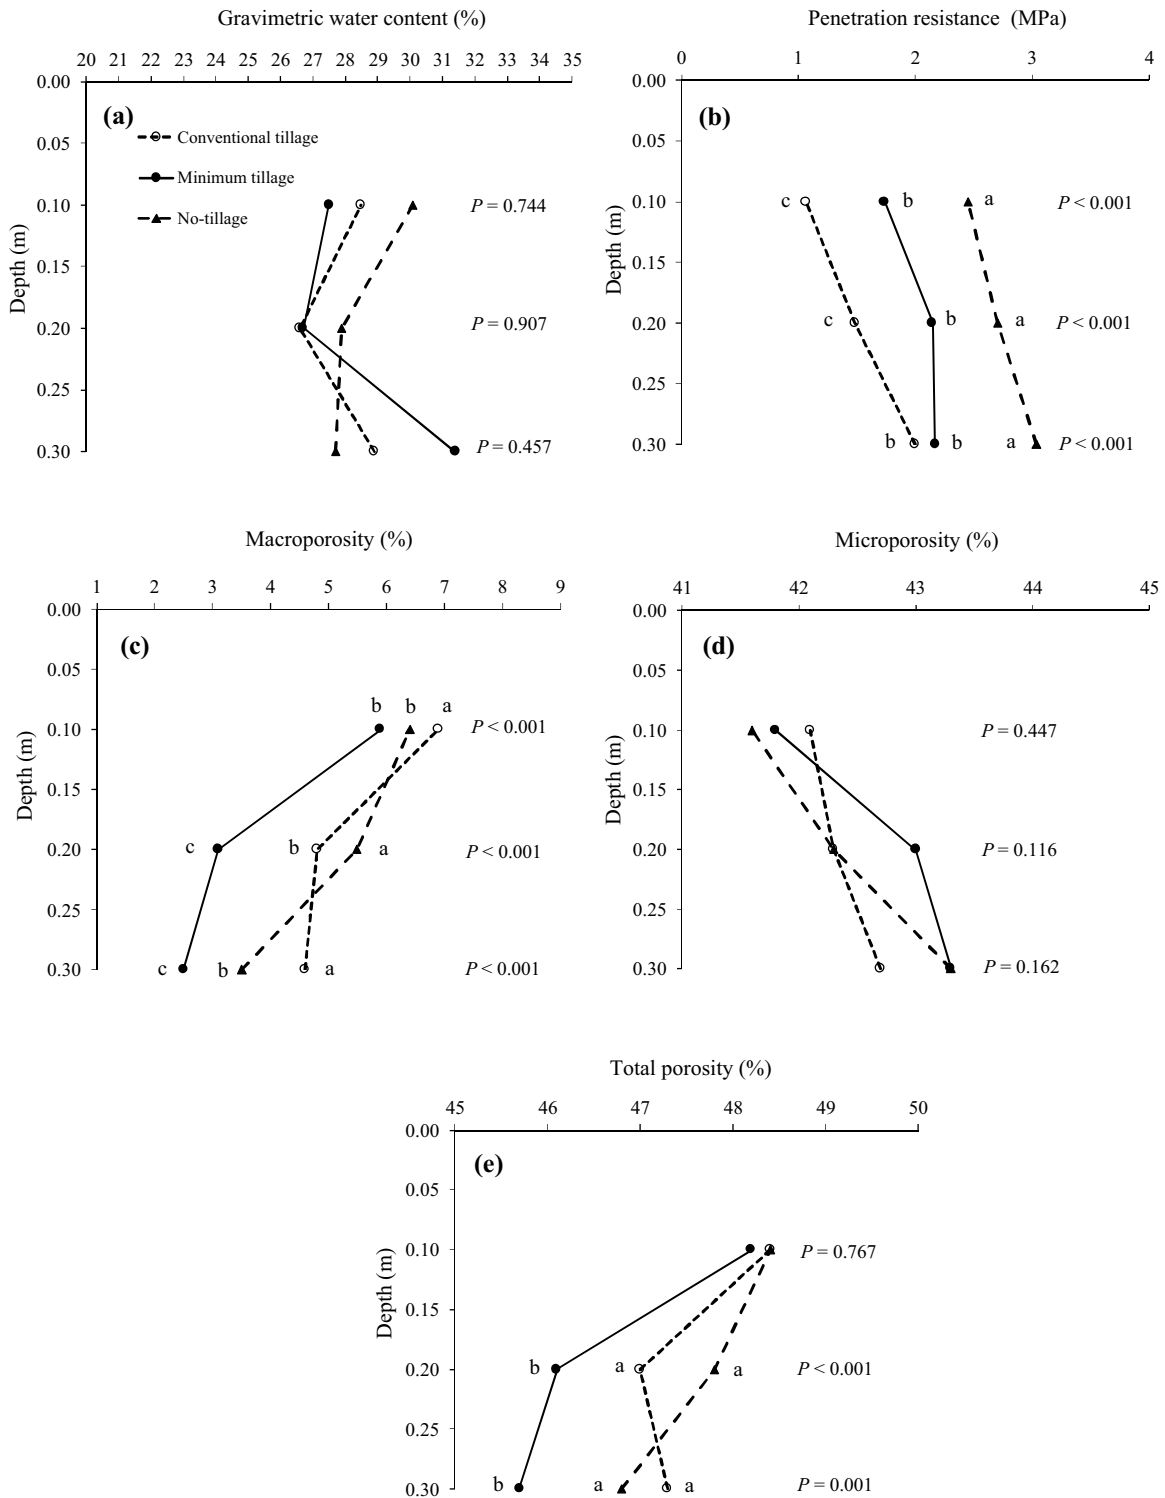 Gravimetric water content (%)
20 21 22 23 24 25 26 27 28 29 30 31 32 33 34 35
0.00
(a)
0.05
Conventional tillage
Minimum tillage
0.10
P = 0.744
No-tillage
0.15
0.20
P = 0.907
0.25
0.30
P = 0.457
Depth (m)
Penetration resistance (MPa)
0 1 2 3 4
0.00
(b)
0.05
0.10
c b a P < 0.001
0.15
0.20
c b a P < 0.001
0.25
0.30
b b a P < 0.001
Depth (m)
Macroporosity (%)
1 2 3 4 5 6 7 8 9
0.00
(c)
0.05
b b a
0.10
P < 0.001
0.15
0.20
c b a P < 0.001
0.25
0.30
c b a P < 0.001
Depth (m)
Microporosity (%)
41 42 43 44 45
0.00
(d)
0.05
0.10
P = 0.447
0.15
0.20
P = 0.116
0.25
0.30
P = 0.162
Depth (m)
Total porosity (%)
45 46 47 48 49 50
0.00
(e)
0.05
0.10
P = 0.767
0.15
0.20
b a a P < 0.001
0.25
0.30
b a a P = 0.001
Depth (m)